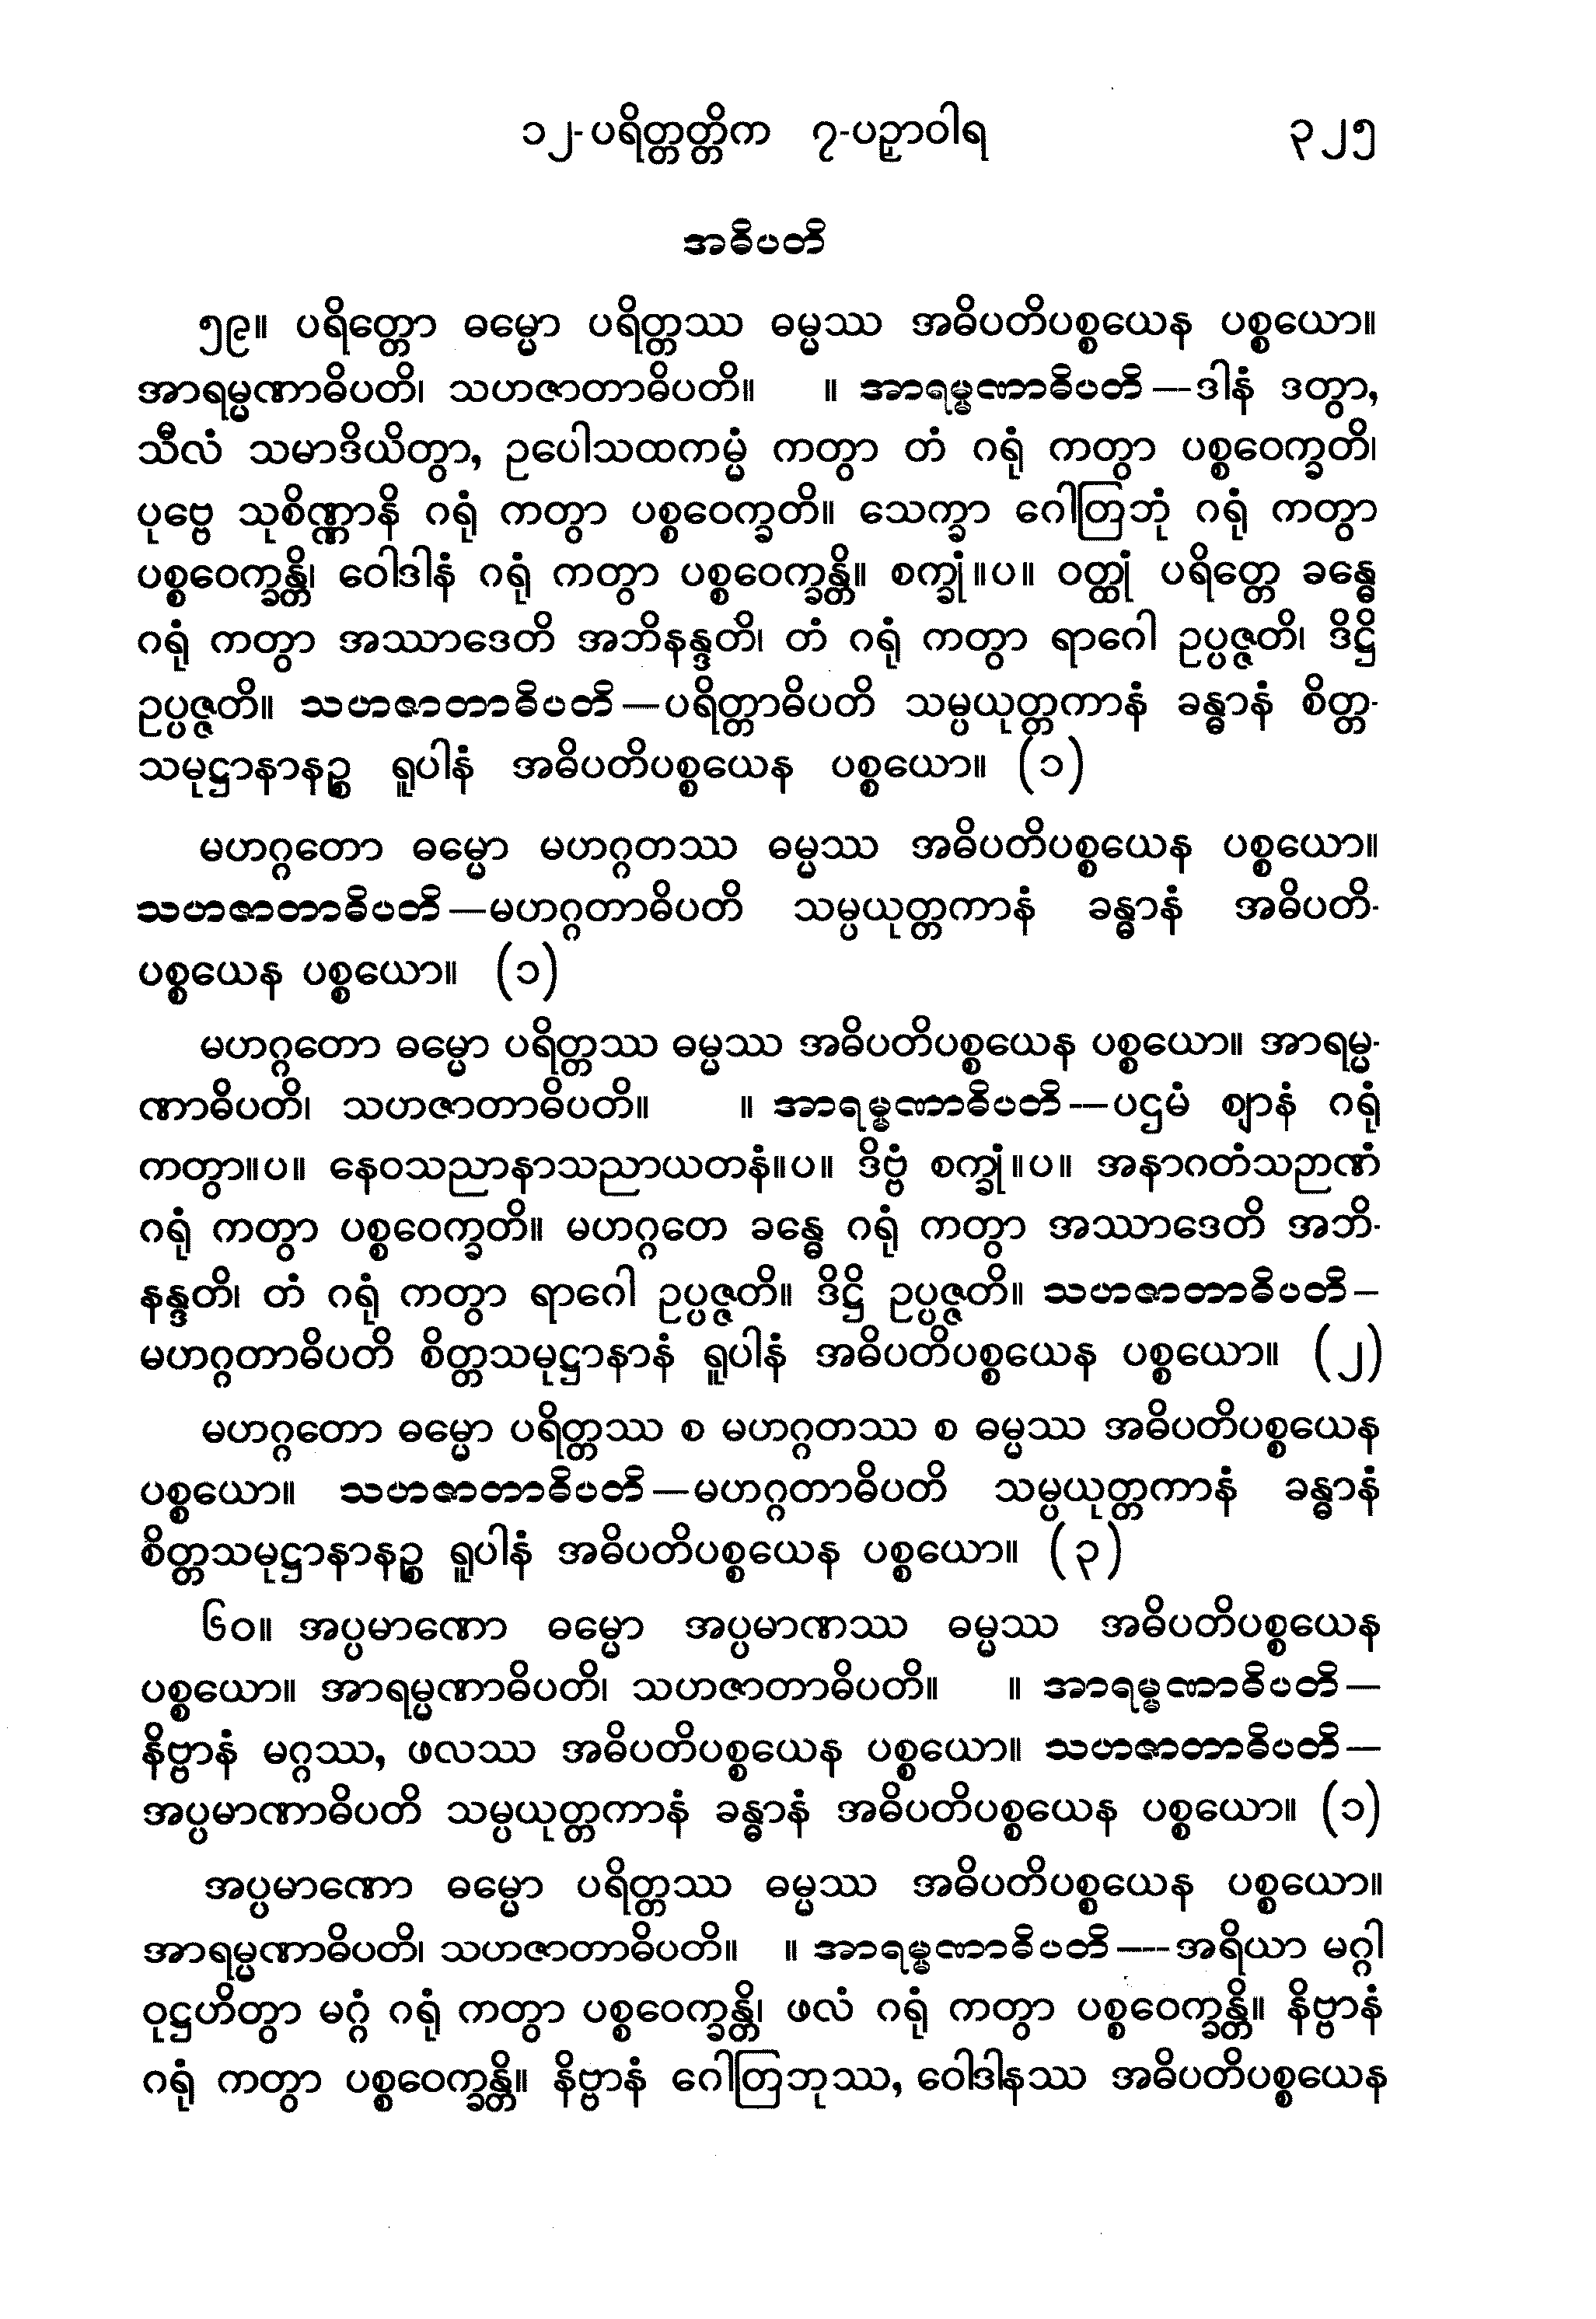 ၁၂-ပရိတ္တတ္တိက ၇-ပဉှာဝါရ ၃၂၅
အဓိပတိ
၅၉။ ပရိတ္တော ဓမ္မော ပရိတ္တဿ ဓမ္မဿ အဓိပတိပစ္စယေန ပစ္စယော။
အာရမ္မဏာဓိပတိ၊ သဟဇာတာဓိပတိ။ ။ အာရမ္မဏာဓိပတိ—ဒါနံ ဒတွာ,
သီလံ သမာဒိယိတွာ, ဥပေါသထကမ္မံ ကတွာ တံ ဂရုံ ကတွာ ပစ္စဝေက္ခတိ၊
ပုဗ္ဗေ သုစိဏ္ဏာနိ ဂရုံ ကတွာ ပစ္စဝေက္ခတိ။ သေက္ခာ ဂေါတြဘုံ ဂရုံ ကတွာ
ပစ္စဝေက္ခန္တိ၊ ဝေါဒါနံ ဂရုံ ကတွာ ပစ္စဝေက္ခန္တိ။ စက္ခုံ။ပ။ ဝတ္ထုံ ပရိတ္တေ ခန္ဓေ
ဂရုံ ကတွာ အဿာဒေတိ အဘိနန္ဒတိ၊ တံ ဂရုံ ကတွာ ရာဂေါ ဥပ္ပဇ္ဇတိ၊ ဒိဋ္ဌိ
ဥပ္ပဇ္ဇတိ။ သဟဇာတာဓိပတိ—ပရိတ္တာဓိပတိ သမ္ပယုတ္တကာနံ ခန္ဓာနံ စိတ္တ-
သမုဋ္ဌာနာနဉ္စ ရူပါနံ အဓိပတိပစ္စယေန ပစ္စယော။ (၁)
မဟဂ္ဂတော ဓမ္မော မဟဂ္ဂတဿ ဓမ္မဿ အဓိပတိပစ္စယေန ပစ္စယော။
သဟဇာတာဓိပတိ—မဟဂ္ဂတာဓိပတိ သမ္ပယုတ္တကာနံ ခန္ဓာနံ အဓိပတိ-
ပစ္စယေန ပစ္စယော။ (၁)
မဟဂ္ဂတော ဓမ္မော ပရိတ္တဿ ဓမ္မဿ အဓိပတိပစ္စယေန ပစ္စယော။ အာရမ္မ-
ဏာဓိပတိ၊ သဟဇာတာဓိပတိ။ ။ အာရမ္မဏာဓိပတိ—ပဌမံ ဈာနံ ဂရုံ
ကတွာ။ပ။ နေဝသညာနာသညာယတနံ။ပ။ ဒိဗ္ဗံ စက္ခုံ။ပ။ အနာဂတံသဉာဏံ
ဂရုံ ကတွာ ပစ္စဝေက္ခတိ။ မဟဂ္ဂတေ ခန္ဓေ ဂရုံ ကတွာ အဿာဒေတိ အဘိ-
နန္ဒတိ၊ တံ ဂရုံ ကတွာ ရာဂေါ ဥပ္ပဇ္ဇတိ။ ဒိဋ္ဌိ ဥပ္ပဇ္ဇတိ။ သဟဇာတာဓိပတိ—
မဟဂ္ဂတာဓိပတိ စိတ္တသမုဋ္ဌာနာနံ ရူပါနံ အဓိပတိပစ္စယေန ပစ္စယော။ (၂)
မဟဂ္ဂတော ဓမ္မော ပရိတ္တဿ စ မဟဂ္ဂတဿ စ ဓမ္မဿ အဓိပတိပစ္စယေန
ပစ္စယော။ သဟဇာတာဓိပတိ—မဟဂ္ဂတာဓိပတိ သမ္ပယုတ္တကာနံ ခန္ဓာနံ
စိတ္တသမုဋ္ဌာနာနဉ္စ ရူပါနံ အဓိပတိပစ္စယေန ပစ္စယော။ (၃)
၆၀။ အပ္ပမာဏော ဓမ္မော အပ္ပမာဏဿ ဓမ္မဿ အဓိပတိပစ္စယေန
ပစ္စယော။ အာရမ္မဏာဓိပတိ၊ သဟဇာတာဓိပတိ။ ။ အာရမ္မဏာဓိပတိ—
နိဗ္ဗာနံ မဂ္ဂဿ, ဖလဿ အဓိပတိပစ္စယေန ပစ္စယော။ သဟဇာတာဓိပတိ—
အပ္ပမာဏာဓိပတိ သမ္ပယုတ္တကာနံ ခန္ဓာနံ အဓိပတိပစ္စယေန ပစ္စယော။ (၁)
အပ္ပမာဏော ဓမ္မော ပရိတ္တဿ ဓမ္မဿ အဓိပတိပစ္စယေန ပစ္စယော။
အာရမ္မဏာဓိပတိ၊ သဟဇာတာဓိပတိ။ ။ အာရမ္မဏာဓိပတိ—အရိယာ မဂ္ဂါ
ဝုဋ္ဌဟိတွာ မဂ္ဂံ ဂရုံ ကတွာ ပစ္စဝေက္ခန္တိ၊ ဖလံ ဂရုံ ကတွာ ပစ္စဝေက္ခန္တိ။ နိဗ္ဗာနံ
ဂရုံ ကတွာ ပစ္စဝေက္ခန္တိ။ နိဗ္ဗာနံ ဂေါတြဘုဿ, ဝေါဒါနဿ အဓိပတိပစ္စယေန